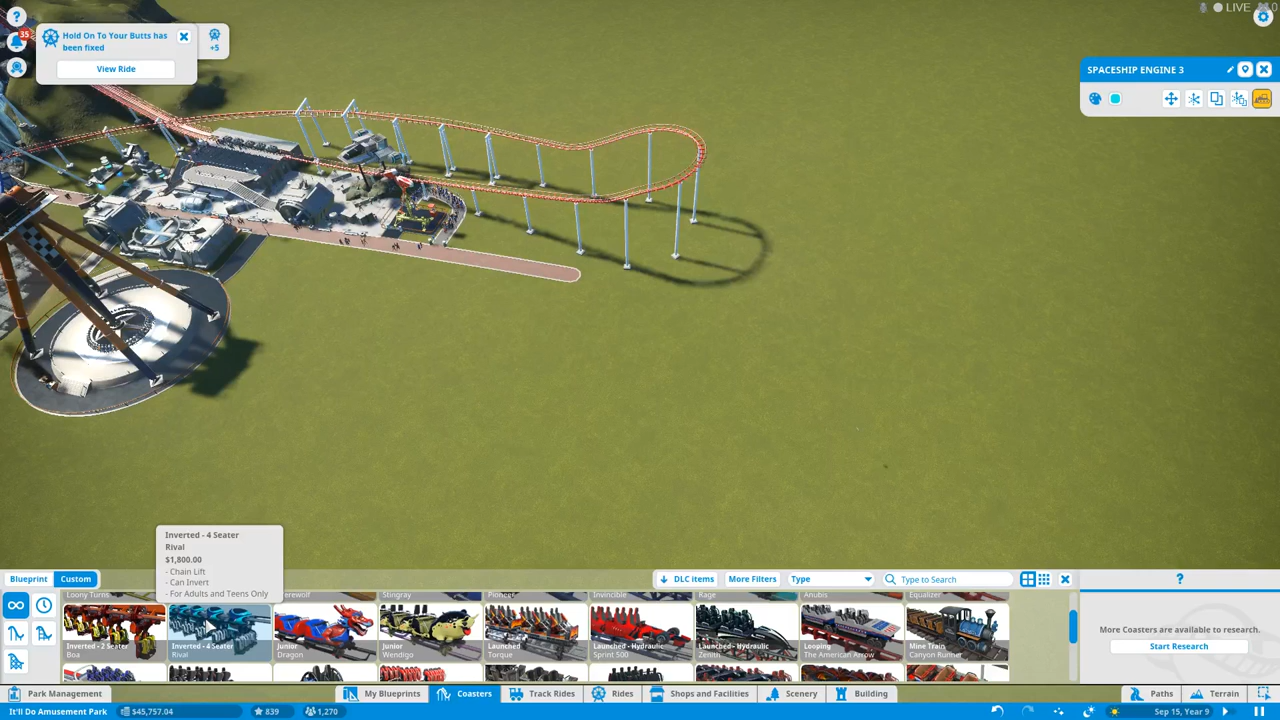 LIVE
?
35
Hold On To Your Butts has
been fixed
View Ride
+5
SPACESHIP ENGINE 3
Inverted - 4 Seater
Rival
$1,800.00
- Chain Lift
- Can Invert
- For Adults and Teens Only
Blueprint
Custom
DLC items
More Filters
Type
Type to Search
?
Loony Turns
Stingray
Pioneer
Invincible
Rage
Anubis
Equalizer
Inverted - 2 Seater
Boa
Inverted - 4 Seater
Rival
Junior
Dragon
Junior
Wendigo
Launched
Torque
Launched - Hydraulic
Sprint 500
Launched - Hydraulic
Zenith
Looping
The American Arrow
Mine Train
Canyon Runner
More Coasters are available to research.
Start Research
Park Management
My Blueprints
Coasters
Track Rides
Rides
Shops and Facilities
Scenery
Building
Paths
Terrain
It'll Do Amusement Park
$45,757.04
839
1,270
Sep 15, Year 9